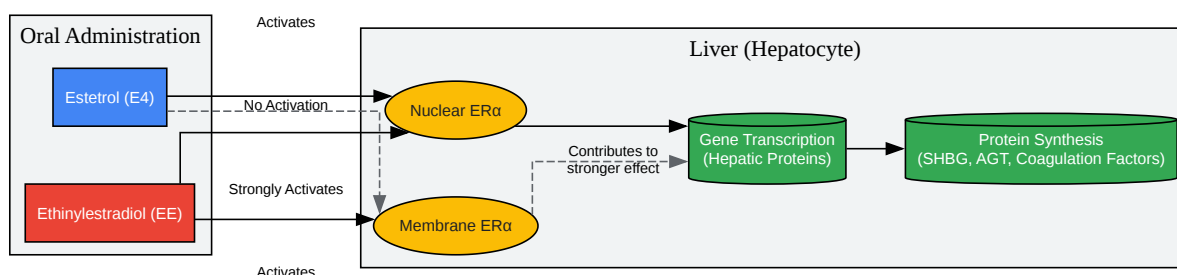 Activates
Oral Administration
Liver (Hepatocyte)
Estetrol (E4)
No Activation
Nuclear ERα
Gene Transcription
(Hepatic Proteins)
Protein Synthesis
(SHBG, AGT, Coagulation Factors)
Contributes to
stronger effect
Strongly Activates
Ethinylestradiol (EE)
Membrane ERα
Activates